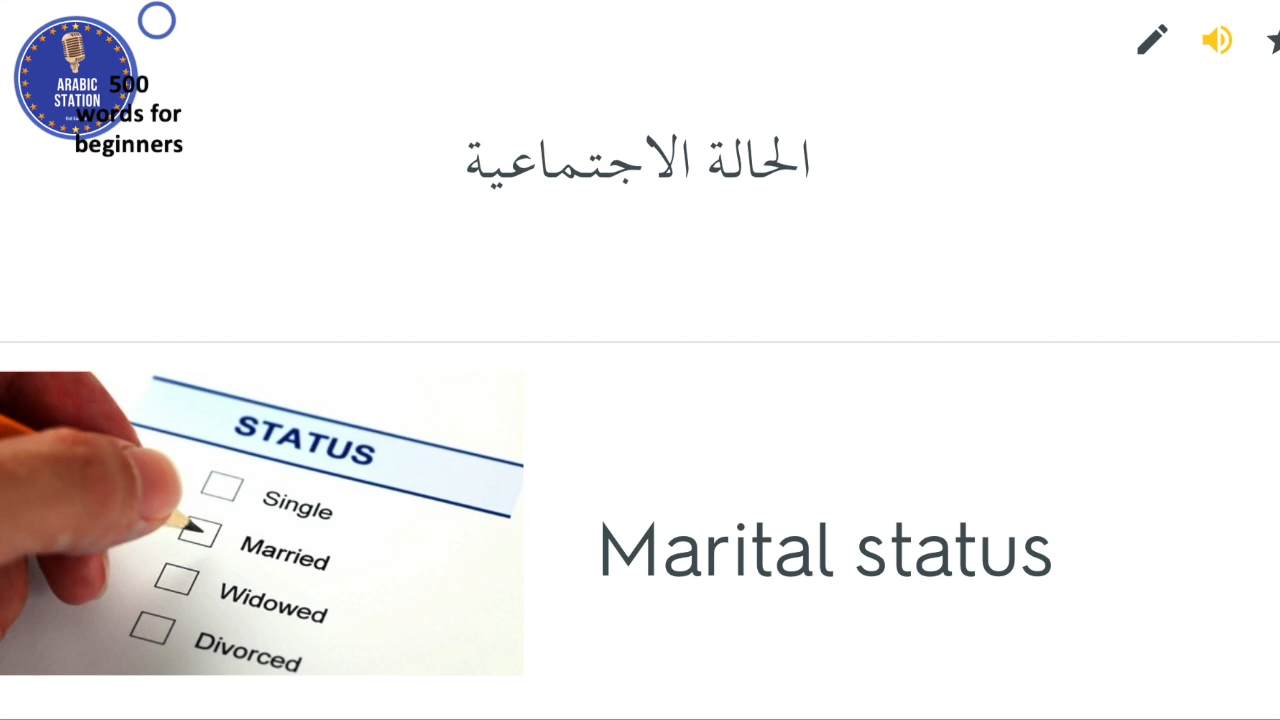 ARABIC
STATION
500
words for
beginners
الحالة الاجتماعية
STATUS
Single
Married
Widowed
Divorced
Marital status